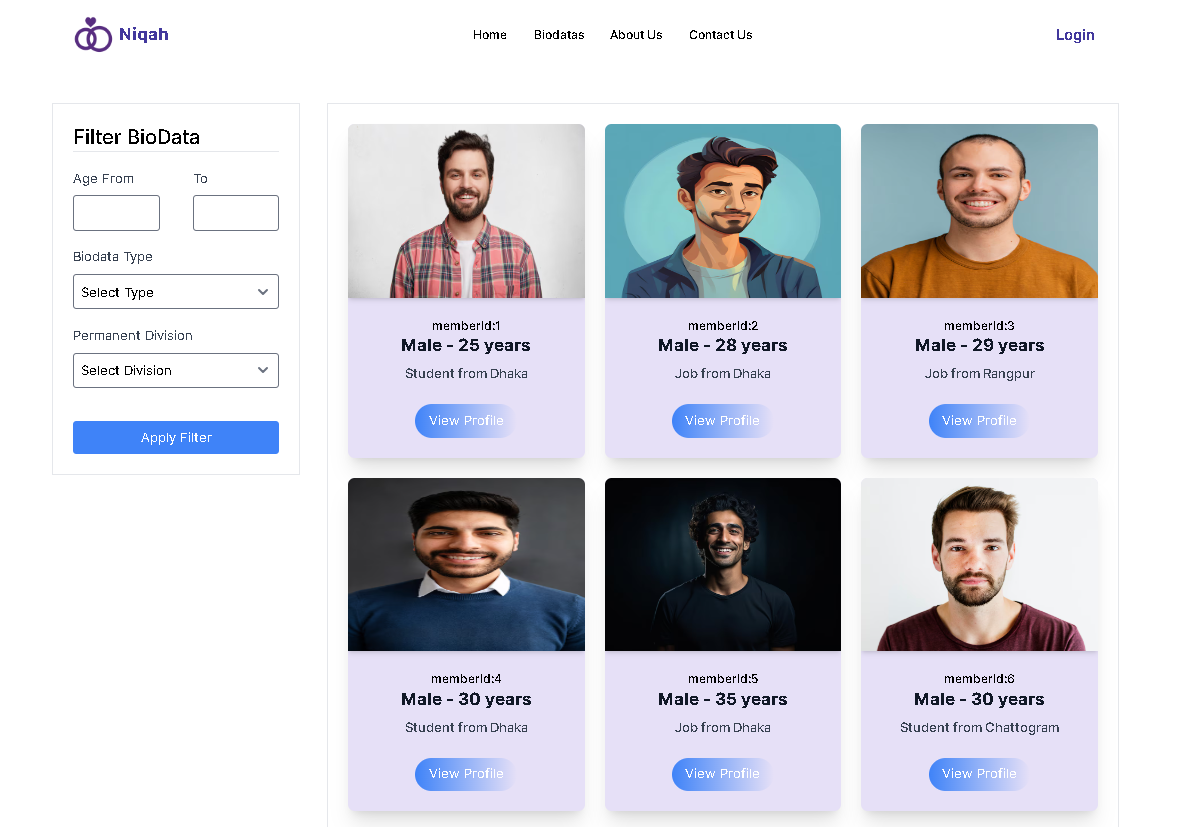 Niqah
Home Biodatas About Us Contact Us
Login
Filter BioData
Age From To
Biodata Type
Select Type
Permanent Division
Select Division
Apply Filter
memberId:1
Male - 25 years
Student from Dhaka
View Profile
memberId:2
Male - 28 years
Job from Dhaka
View Profile
memberId:3
Male - 29 years
Job from Rangpur
View Profile
memberId:4
Male - 30 years
Student from Dhaka
View Profile
memberId:5
Male - 35 years
Job from Dhaka
View Profile
memberId:6
Male - 30 years
Student from Chattogram
View Profile